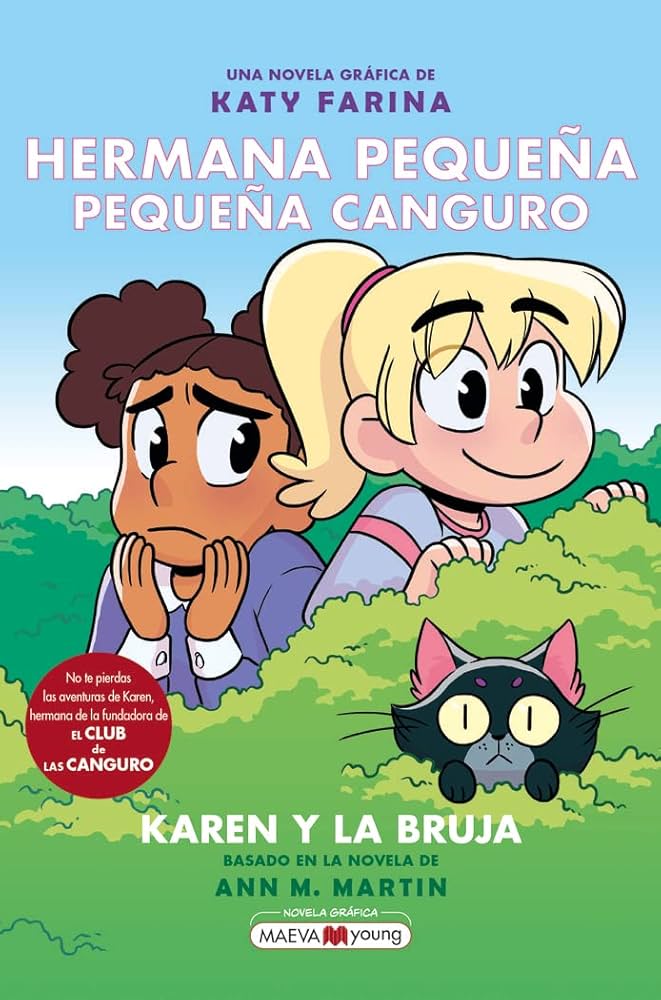 UNA NOVELA GRÁFICA DE
KATY FARINA
HERMANA PEQUEÑA
PEQUEÑA CANGURO
No te pierdas
las aventuras de Karen,
hermana de la fundadora de
EL CLUB
de
LAS CANGURO
KAREN Y LA BRUJA
BASADO EN LA NOVELA DE
ANN M. MARTIN
NOVELA GRÁFICA
MAEVA young